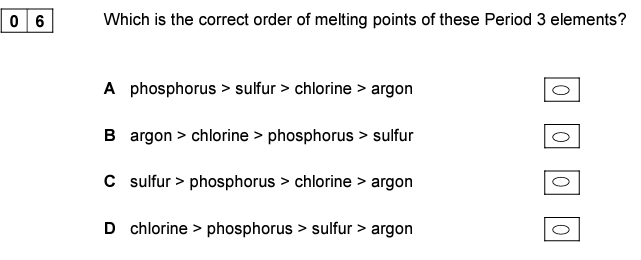 0 6 Which is the correct order of melting points of these Period 3 elements?
A phosphorus > sulfur > chlorine > argon
B argon > chlorine > phosphorus > sulfur
C sulfur > phosphorus > chlorine > argon
D chlorine > phosphorus > sulfur > argon